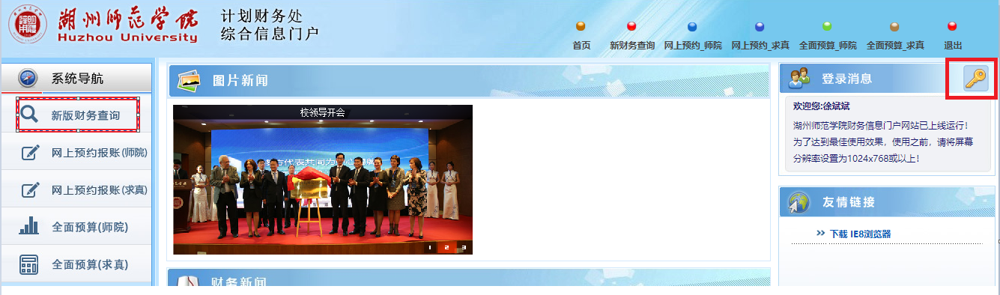 湖州师范学院
Huzhou University
计划财务处
综合信息门户
首页 新财务查询 网上预约_师院 网上预约_求真 全面预算_师院 全面预算_求真 退出
系统导航
新版财务查询
网上预约报账(师院)
网上预约报账(求真)
全面预算(师院)
全面预算(求真)
图片新闻
校领导开会
1 2 3
财务新闻
登录消息
欢迎您:徐斌斌
湖州师范学院财务信息门户网站已上线运行!
为了达到最佳使用效果，使用之前，请将屏幕
分辨率设置为1024x768或以上!
友情链接
>> 下载 IE8浏览器